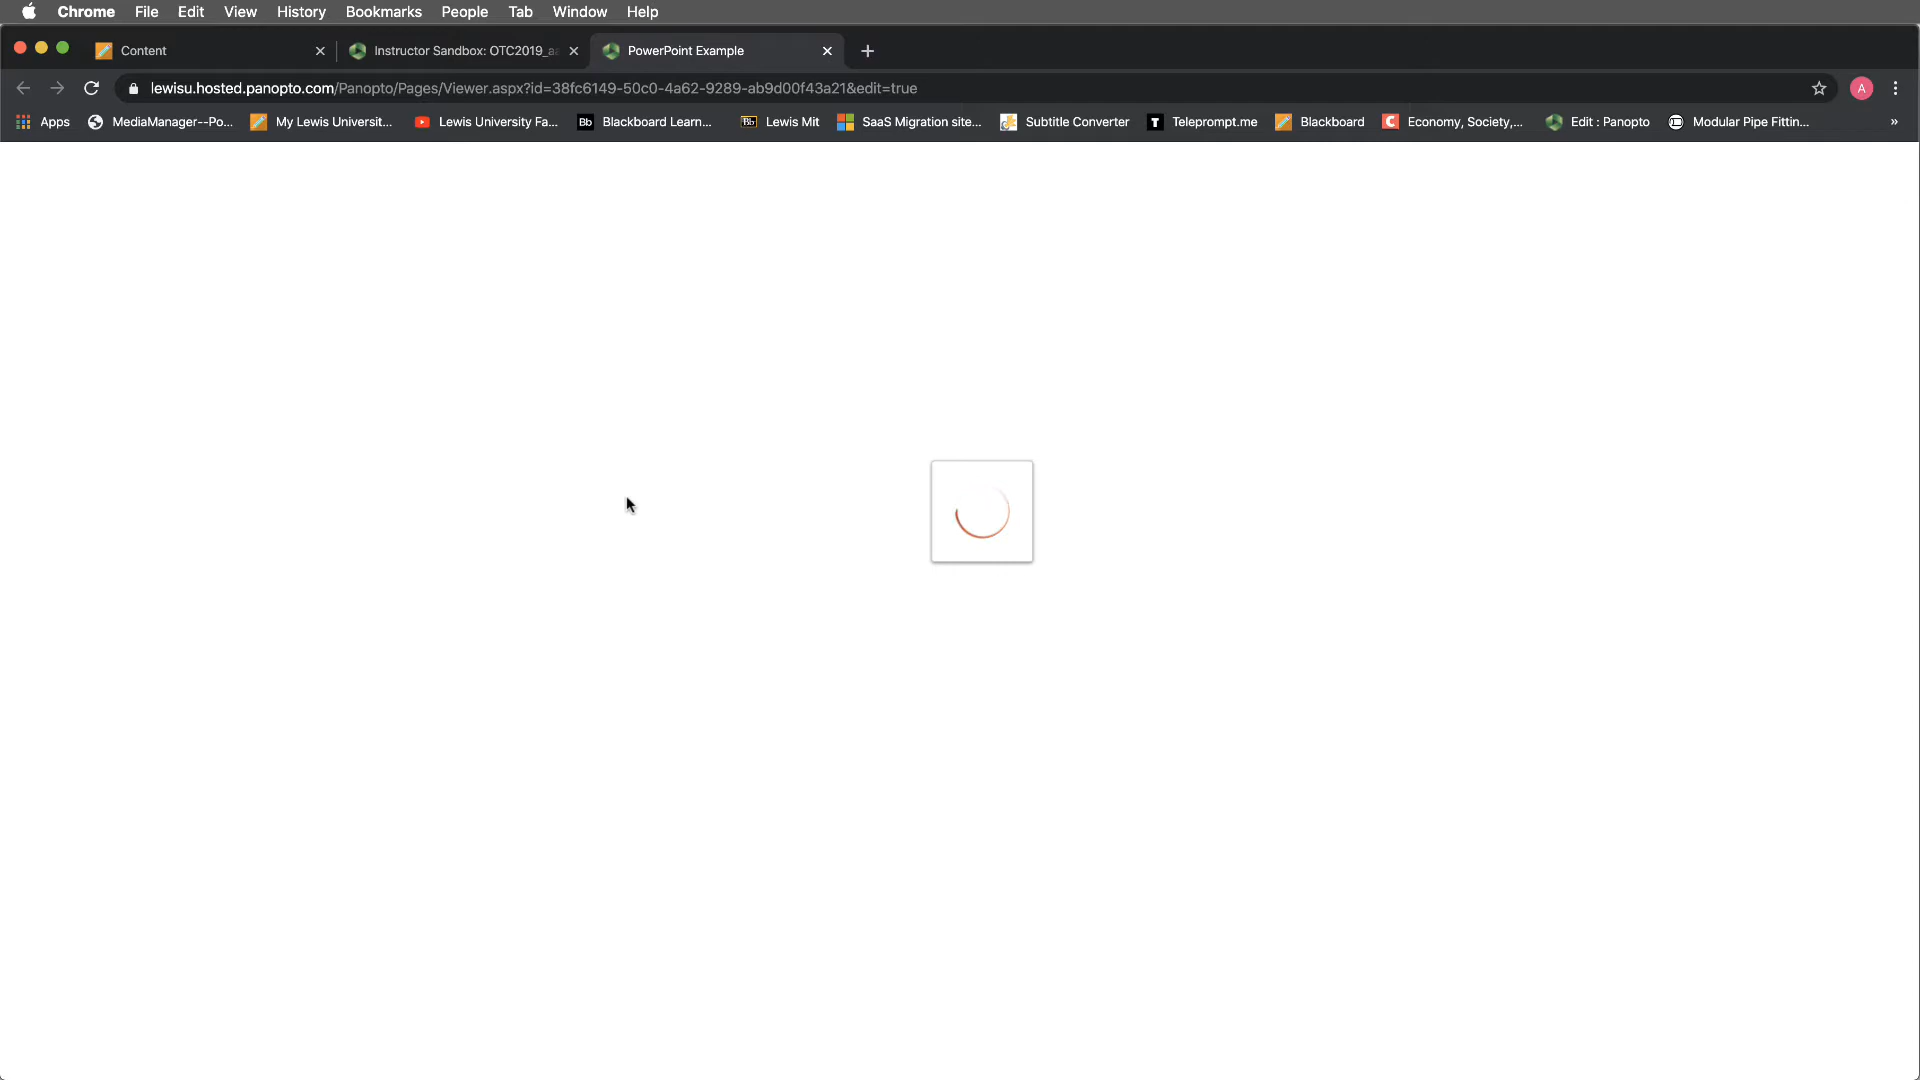 Chrome File Edit View History Bookmarks People Tab Window Help
Content Instructor Sandbox: OTC2019_a PowerPoint Example
lewisu.hosted.panopto.com/Panopto/Pages/Viewer.aspx?id=38fc6149-50c0-4a62-9289-ab9d00f43a21&edit=true A
Apps MediaManager--Po... My Lewis Universit... Lewis University Fa... Bb Blackboard Learn... Bb Lewis Mit SaaS Migration site... Subtitle Converter T Teleprompt.me Blackboard C Economy, Society,... Edit : Panopto Modular Pipe Fittin... »